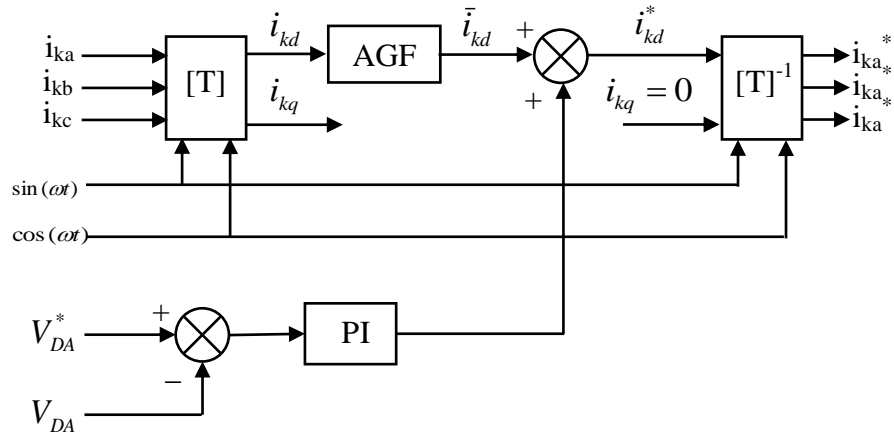 i_ka
i_kb
i_kc
[T]
i_kd
i_kq
AGF
i̅_kd
+
+
i*_kd
i_kq = 0
[T]⁻¹
i_ka*
i_ka*
i_ka*
sin (ωt)
cos (ωt)
V*_DA
+
−
PI
V_DA